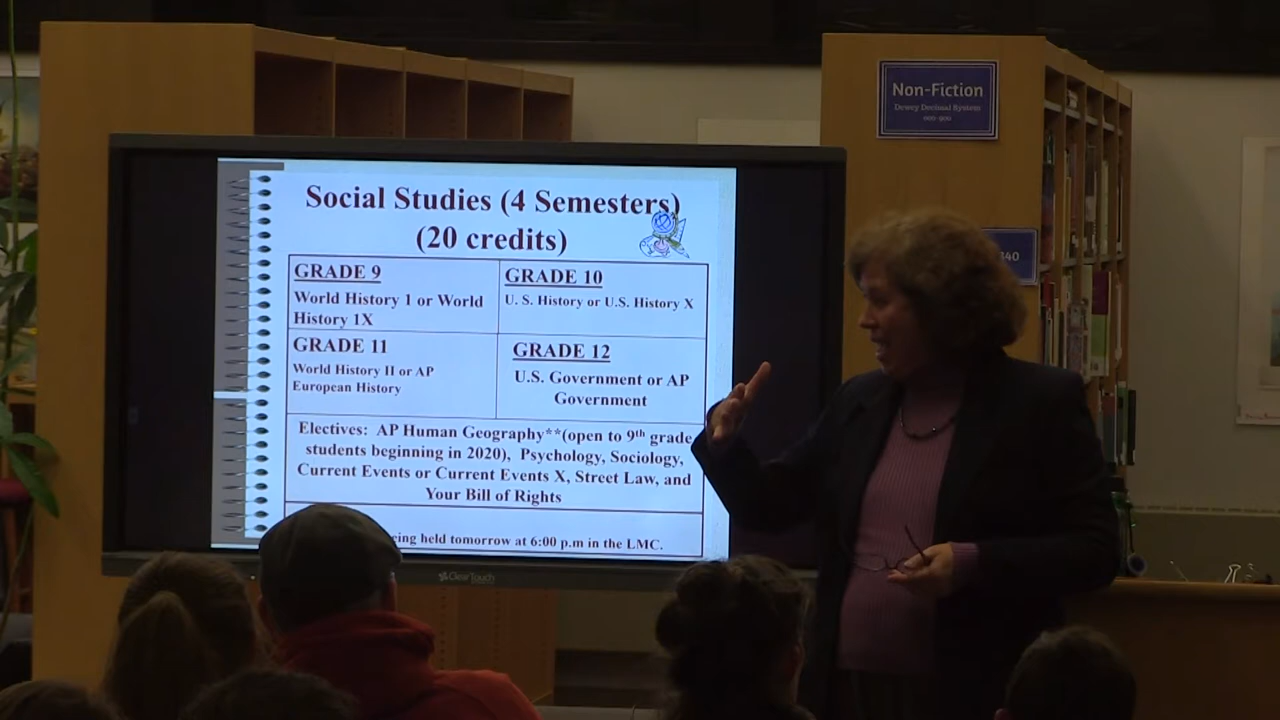 Non-Fiction
Dewey Decimal System
Social Studies (4 Semesters)
(20 credits)
GRADE 9
World History 1 or World
History 1X
GRADE 10
U. S. History or U.S. History X
GRADE 11
World History II or AP
European History
GRADE 12
U.S. Government or AP
Government
Electives: AP Human Geography**(open to 9th grade
students beginning in 2020), Psychology, Sociology,
Current Events or Current Events X, Street Law, and
Your Bill of Rights
held tomorrow at 6:00 p.m in the LMC.
ClearTouch